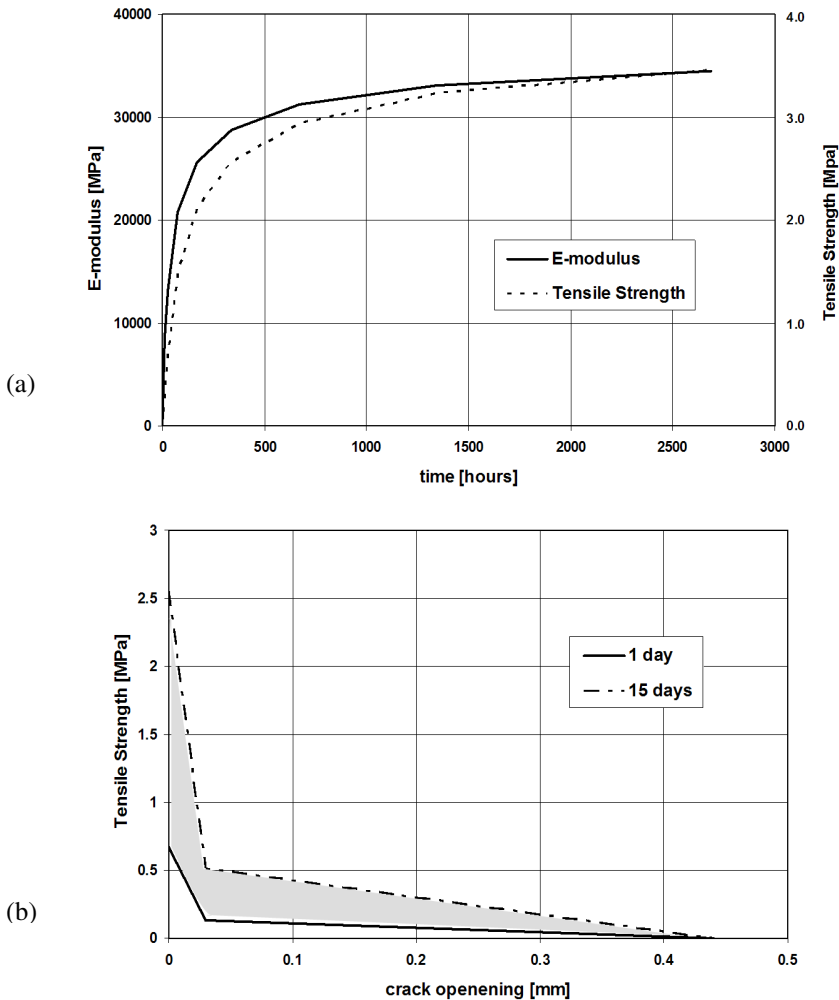 40000
30000
20000
10000
0
E-modulus [MPa]
4.0
3.0
2.0
1.0
0.0
Tensile Strength [Mpa]
E-modulus
Tensile Strength
0 500 1000 1500 2000 2500 3000
time [hours]
(a)
3
2.5
2
1.5
1
0.5
0
Tensile Strength [MPa]
1 day
15 days
0 0.1 0.2 0.3 0.4 0.5
crack openening [mm]
(b)